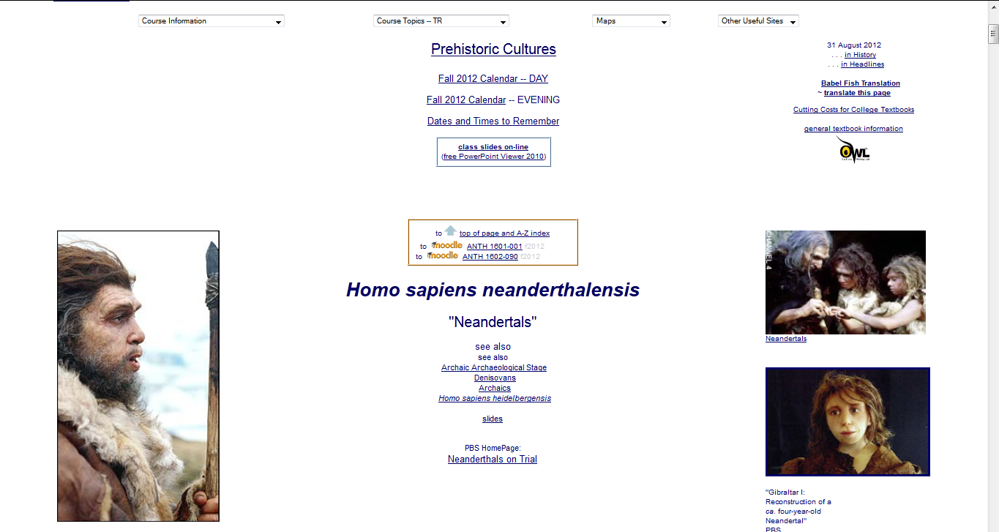 Course Information
Course Topics -- TR
Maps
Other Useful Sites
Prehistoric Cultures
Fall 2012 Calendar -- DAY
Fall 2012 Calendar -- EVENING
Dates and Times to Remember
class slides on-line
(free PowerPoint Viewer 2010)
31 August 2012
. . . in History
. . . in Headlines
Babel Fish Translation
~ translate this page
Cutting Costs for College Textbooks
general textbook information
OWL
to top of page and A-Z index
to moodle ANTH 1601-001 f2012
to moodle ANTH 1602-090 f2012
Homo sapiens neanderthalensis
"Neandertals"
see also
see also
Archaic Archaeological Stage
Denisovans
Archaics
Homo sapiens heidelbergensis
slides
PBS HomePage:
Neanderthals on Trial
CHANNEL 4
Neandertals
"Gibraltar I:
Reconstruction of a
ca. four-year-old
Neandertal"
PBS